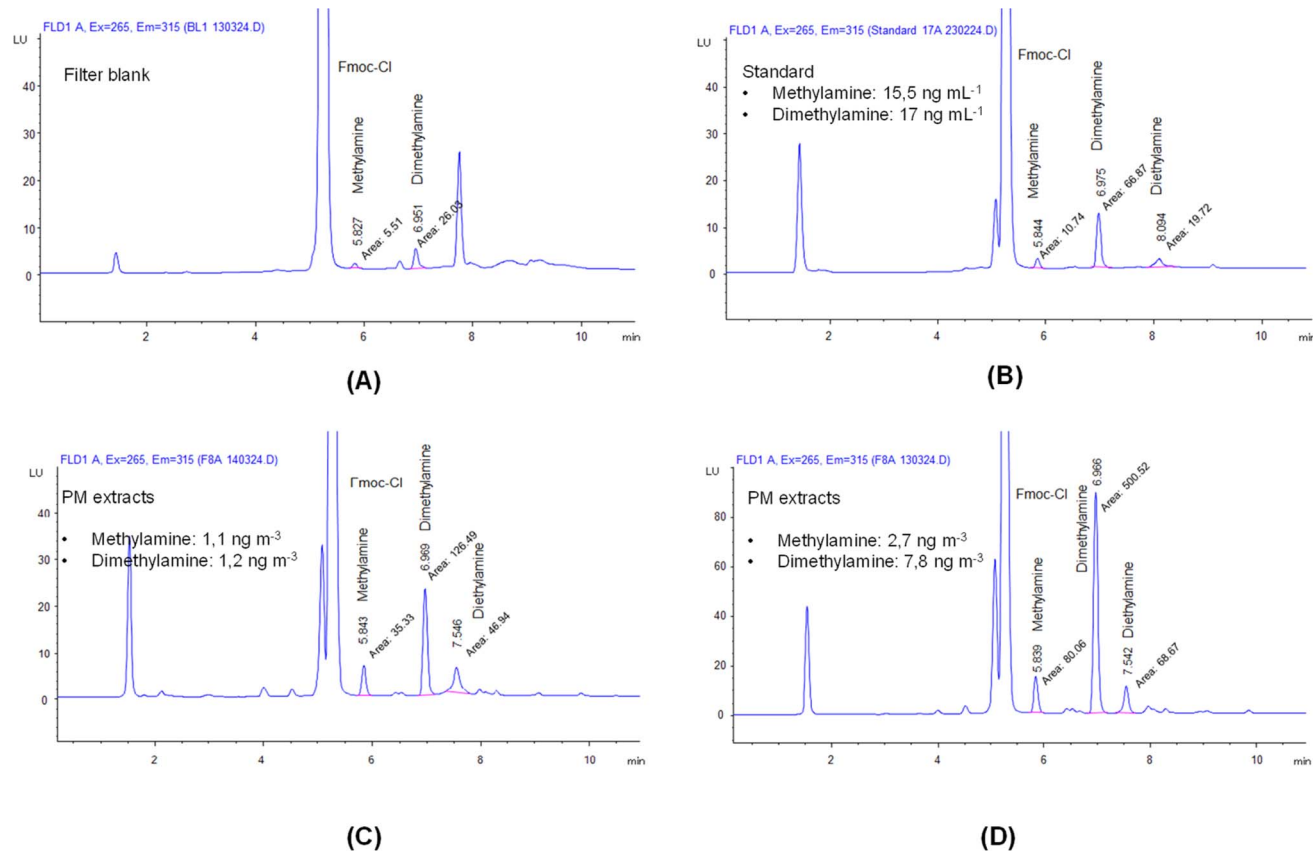 FLD1 A, Ex=265, Em=315 (BL1 130324.D)
LU
Filter blank
Fmoc-Cl
Methylamine
5.827
Area: 5.51
Dimethylamine
6.951
Area: 26.03
40
30
20
10
0
2
4
6
8
10
min
(A)
FLD1 A, Ex=265, Em=315 (Standard 17A 230224.D)
LU
Standard
• Methylamine: 15,5 ng mL⁻¹
• Dimethylamine: 17 ng mL⁻¹
Fmoc-Cl
Methylamine
5.844
Area: 10.74
Dimethylamine
6.975
Area: 66.87
Diethylamine
8.094
Area: 19.72
40
30
20
10
0
2
4
6
8
10
min
(B)
FLD1 A, Ex=265, Em=315 (F8A 140324.D)
LU
PM extracts
• Methylamine: 1,1 ng m⁻³
• Dimethylamine: 1,2 ng m⁻³
Fmoc-Cl
Methylamine
5.843
Area: 35.33
Dimethylamine
6.969
Area: 126.49
Diethylamine
7.546
Area: 46.94
40
30
20
10
0
2
4
6
8
10
min
(C)
FLD1 A, Ex=265, Em=315 (F8A 130324.D)
LU
PM extracts
• Methylamine: 2,7 ng m⁻³
• Dimethylamine: 7,8 ng m⁻³
Fmoc-Cl
Methylamine
5.839
Area: 80.06
Dimethylamine
6.966
Area: 500.52
Diethylamine
7.542
Area: 68.67
80
60
40
20
0
2
4
6
8
10
min
(D)